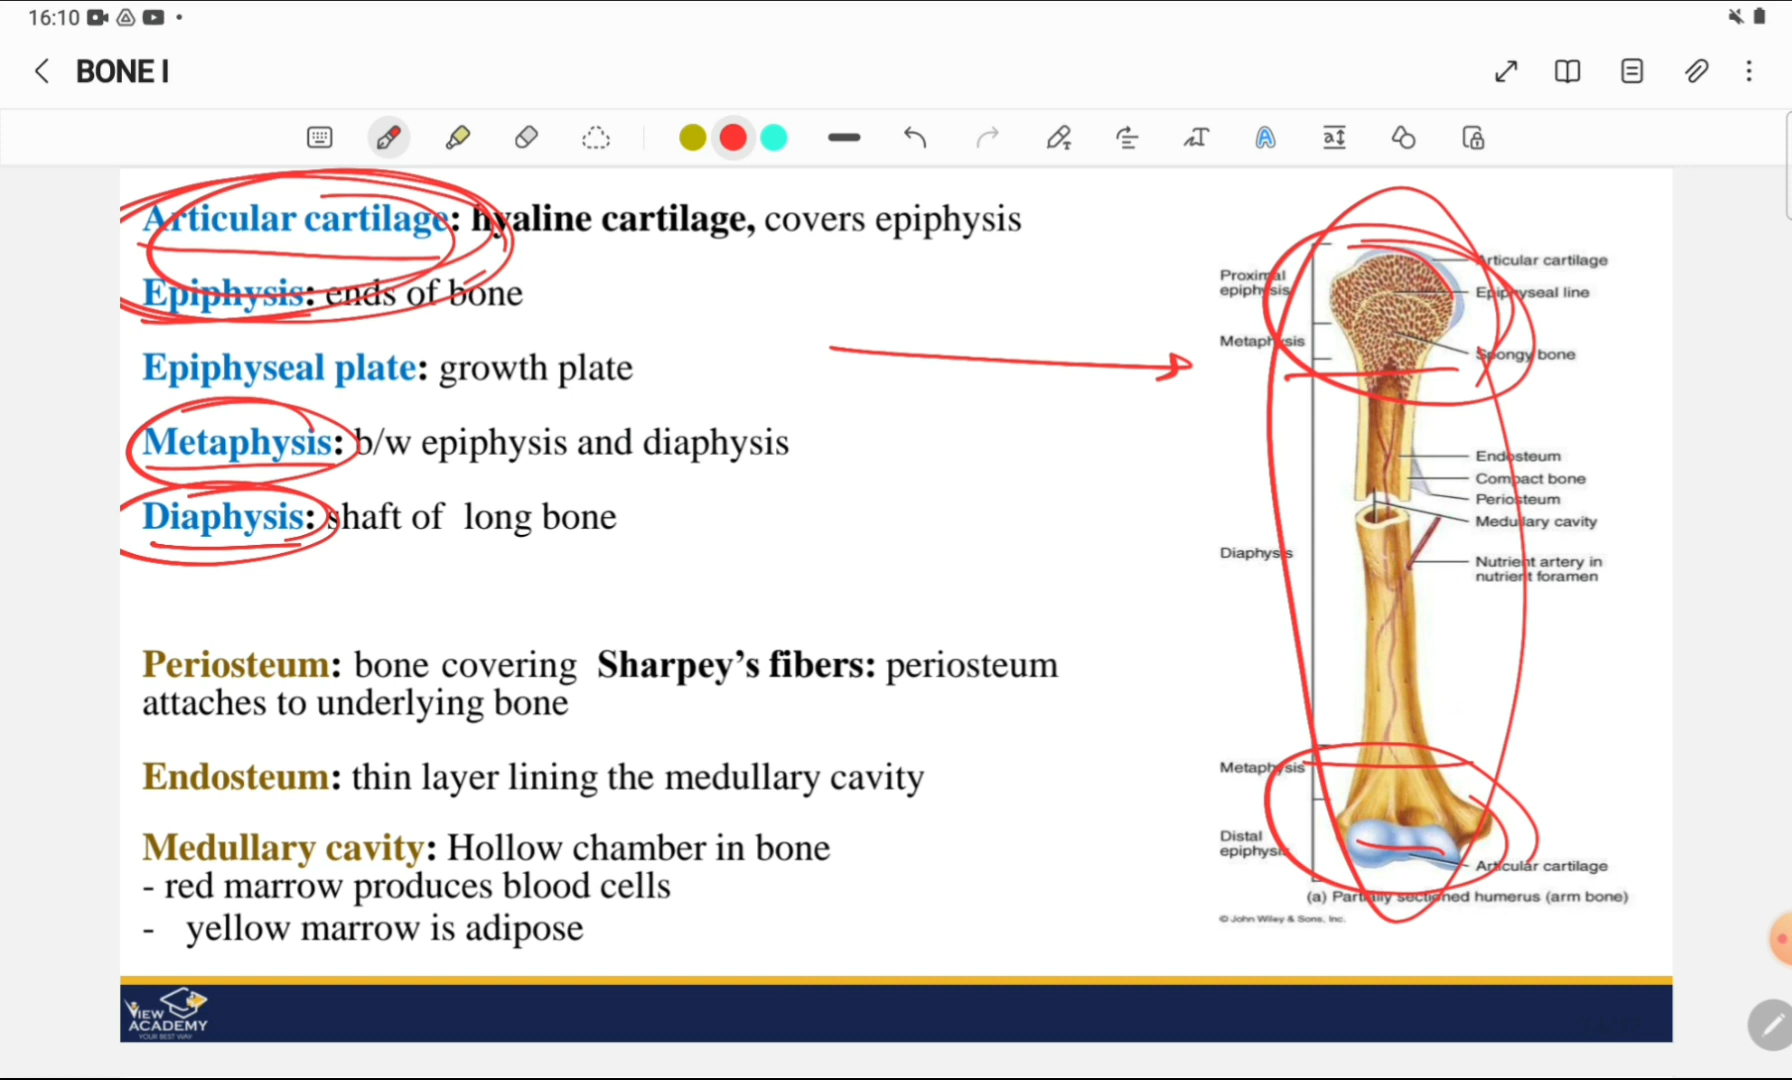 16:10
BONE I
Articular cartilage: hyaline cartilage, covers epiphysis
Epiphysis: ends of bone
Epiphyseal plate: growth plate
Metaphysis: b/w epiphysis and diaphysis
Diaphysis: shaft of long bone
Periosteum: bone covering Sharpey's fibers: periosteum
attaches to underlying bone
Endosteum: thin layer lining the medullary cavity
Medullary cavity: Hollow chamber in bone
- red marrow produces blood cells
- yellow marrow is adipose
Proximal
epiphysis
Metaphysis
Diaphysis
Metaphysis
Distal
epiphysis
Articular cartilage
Epiphyseal line
Spongy bone
Endosteum
Compact bone
Periosteum
Medullary cavity
Nutrient artery in
nutrient foramen
Articular cartilage
(a) Partially sectioned humerus (arm bone)
© John Wiley & Sons, Inc.
VIEW
ACADEMY
YOUR BEST WAY